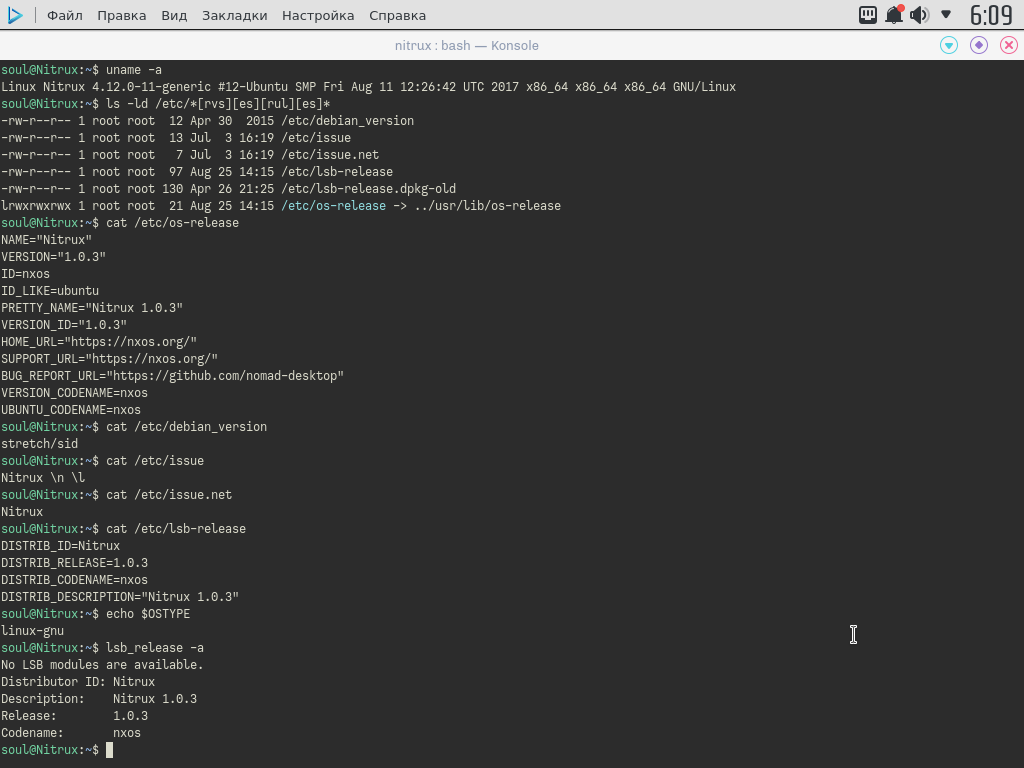 Файл Правка Вид Закладки Настройка Справка 6:09
nitrux : bash — Konsole
soul@Nitrux:~$ uname -a
Linux Nitrux 4.12.0-11-generic #12-Ubuntu SMP Fri Aug 11 12:26:42 UTC 2017 x86_64 x86_64 x86_64 GNU/Linux
soul@Nitrux:~$ ls -ld /etc/*[rvs][es][rul][es]*
-rw-r--r-- 1 root root  12 Apr 30  2015 /etc/debian_version
-rw-r--r-- 1 root root  13 Jul  3 16:19 /etc/issue
-rw-r--r-- 1 root root   7 Jul  3 16:19 /etc/issue.net
-rw-r--r-- 1 root root  97 Aug 25 14:15 /etc/lsb-release
-rw-r--r-- 1 root root 130 Apr 26 21:25 /etc/lsb-release.dpkg-old
lrwxrwxrwx 1 root root  21 Aug 25 14:15 /etc/os-release -> ../usr/lib/os-release
soul@Nitrux:~$ cat /etc/os-release
NAME="Nitrux"
VERSION="1.0.3"
ID=nxos
ID_LIKE=ubuntu
PRETTY_NAME="Nitrux 1.0.3"
VERSION_ID="1.0.3"
HOME_URL="https://nxos.org/"
SUPPORT_URL="https://nxos.org/"
BUG_REPORT_URL="https://github.com/nomad-desktop"
VERSION_CODENAME=nxos
UBUNTU_CODENAME=nxos
soul@Nitrux:~$ cat /etc/debian_version
stretch/sid
soul@Nitrux:~$ cat /etc/issue
Nitrux \n \l
soul@Nitrux:~$ cat /etc/issue.net
Nitrux
soul@Nitrux:~$ cat /etc/lsb-release
DISTRIB_ID=Nitrux
DISTRIB_RELEASE=1.0.3
DISTRIB_CODENAME=nxos
DISTRIB_DESCRIPTION="Nitrux 1.0.3"
soul@Nitrux:~$ echo $OSTYPE
linux-gnu
soul@Nitrux:~$ lsb_release -a
No LSB modules are available.
Distributor ID: Nitrux
Description:    Nitrux 1.0.3
Release:        1.0.3
Codename:       nxos
soul@Nitrux:~$